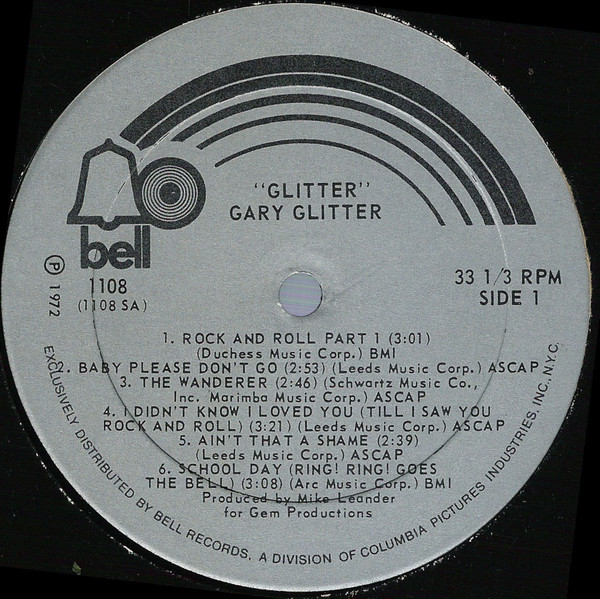 "GLITTER"
GARY GLITTER
bell
1108
(1108 SA)
℗ 1972
33 1/3 RPM
SIDE 1
1. ROCK AND ROLL PART 1 (3:01)
(Duchess Music Corp.) BMI
2. BABY PLEASE DON'T GO (2:53) (Leeds Music Corp.) ASCAP
3. THE WANDERER (2:46) (Schwartz Music Co.,
Inc. Marimba Music Corp.) ASCAP
4. I DIDN'T KNOW I LOVED YOU (TILL I SAW YOU
ROCK AND ROLL) (3:21) (Leeds Music Corp.) ASCAP
5. AIN'T THAT A SHAME (2:39)
(Leeds Music Corp.) ASCAP
6. SCHOOL DAY (RING! RING! GOES
THE BELL) (3:08) (Arc Music Corp.) BMI
Produced by Mike Leander
for Gem Productions
EXCLUSIVELY DISTRIBUTED BY BELL RECORDS, A DIVISION OF COLUMBIA PICTURES INDUSTRIES, INC., N.Y.C.